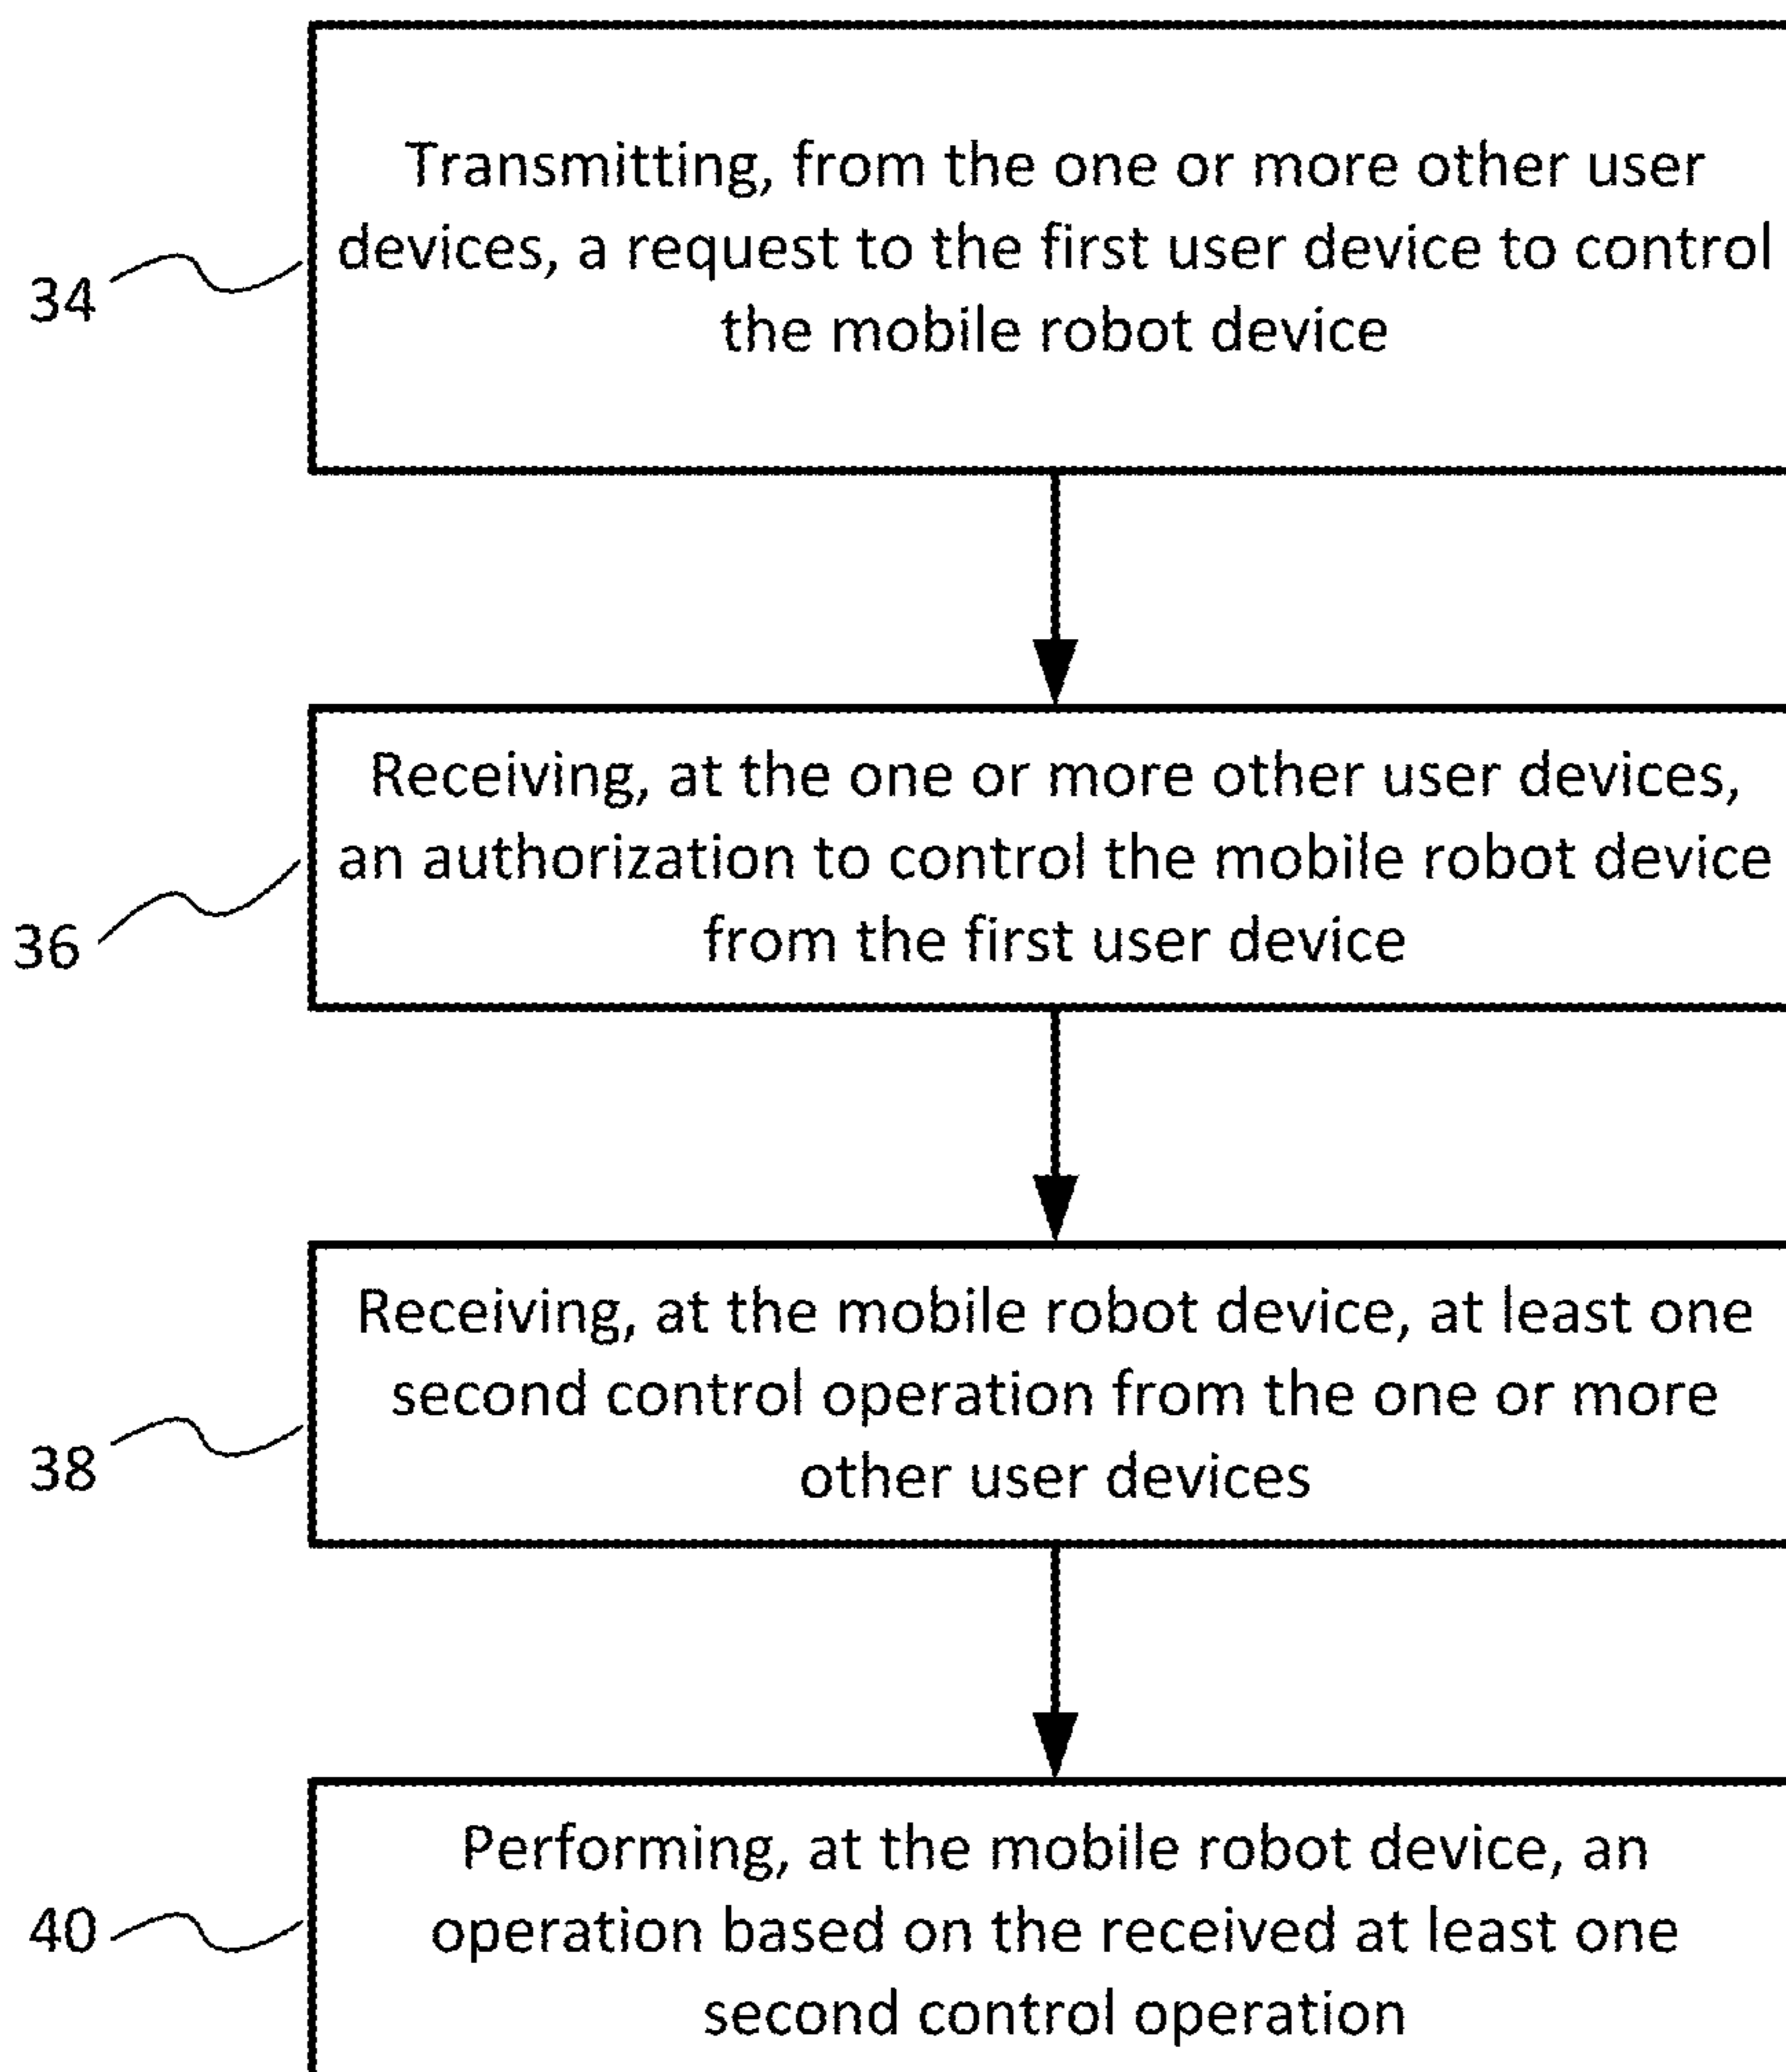 Transmitting, from the one or more other user
devices, a request to the first user device to control
the mobile robot device
34
Receiving, at the one or more other user devices,
an authorization to control the mobile robot device
from the first user device
36
Receiving, at the mobile robot device, at least one
second control operation from the one or more
other user devices
38
Performing, at the mobile robot device, an
operation based on the received at least one
second control operation
40